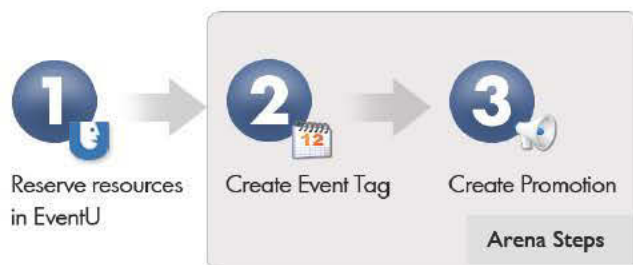 1
2
3
12
Reserve resources
in EventU
Create Event Tag
Create Promotion
Arena Steps